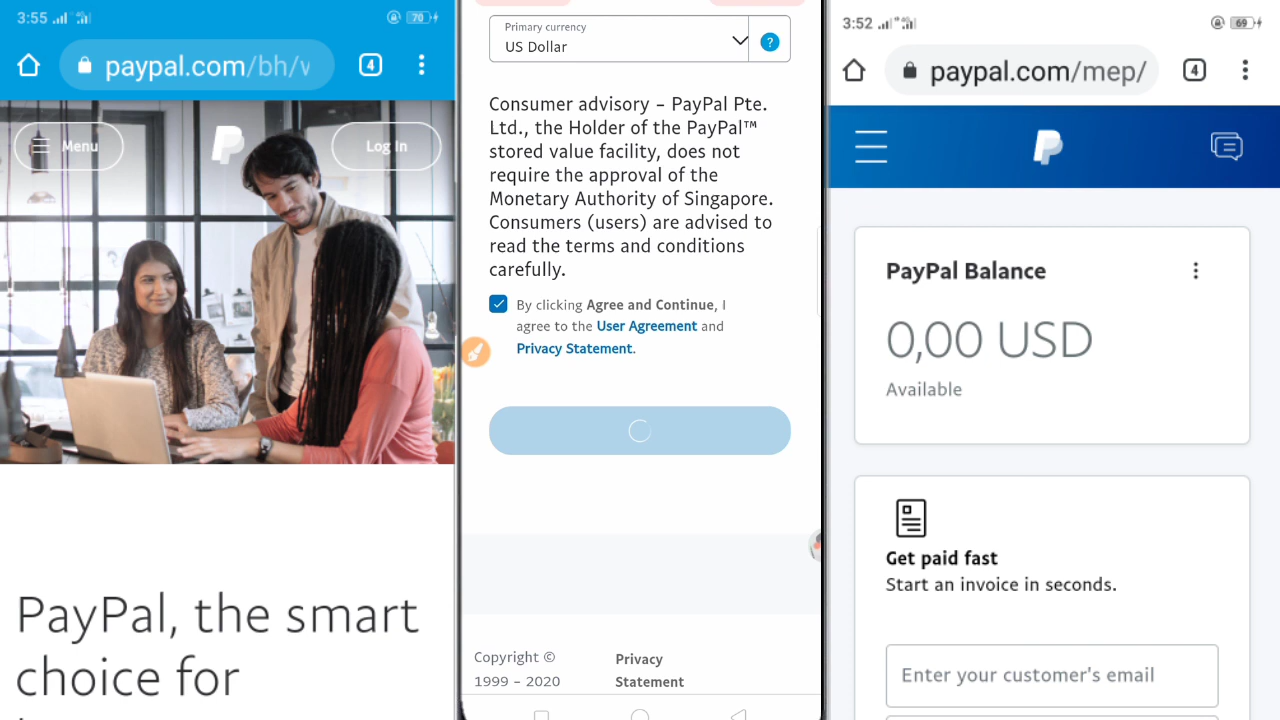 3:55
70
paypal.com/bh/v
4
Menu
Log In
PayPal, the smart
choice for
Primary currency
US Dollar
?
Consumer advisory – PayPal Pte.
Ltd., the Holder of the PayPal™
stored value facility, does not
require the approval of the
Monetary Authority of Singapore.
Consumers (users) are advised to
read the terms and conditions
carefully.
By clicking Agree and Continue, I
agree to the User Agreement and
Privacy Statement.
Copyright ©
1999 – 2020
Privacy
Statement
3:52
69
paypal.com/mep/
4
PayPal Balance
0,00 USD
Available
Get paid fast
Start an invoice in seconds.
Enter your customer's email